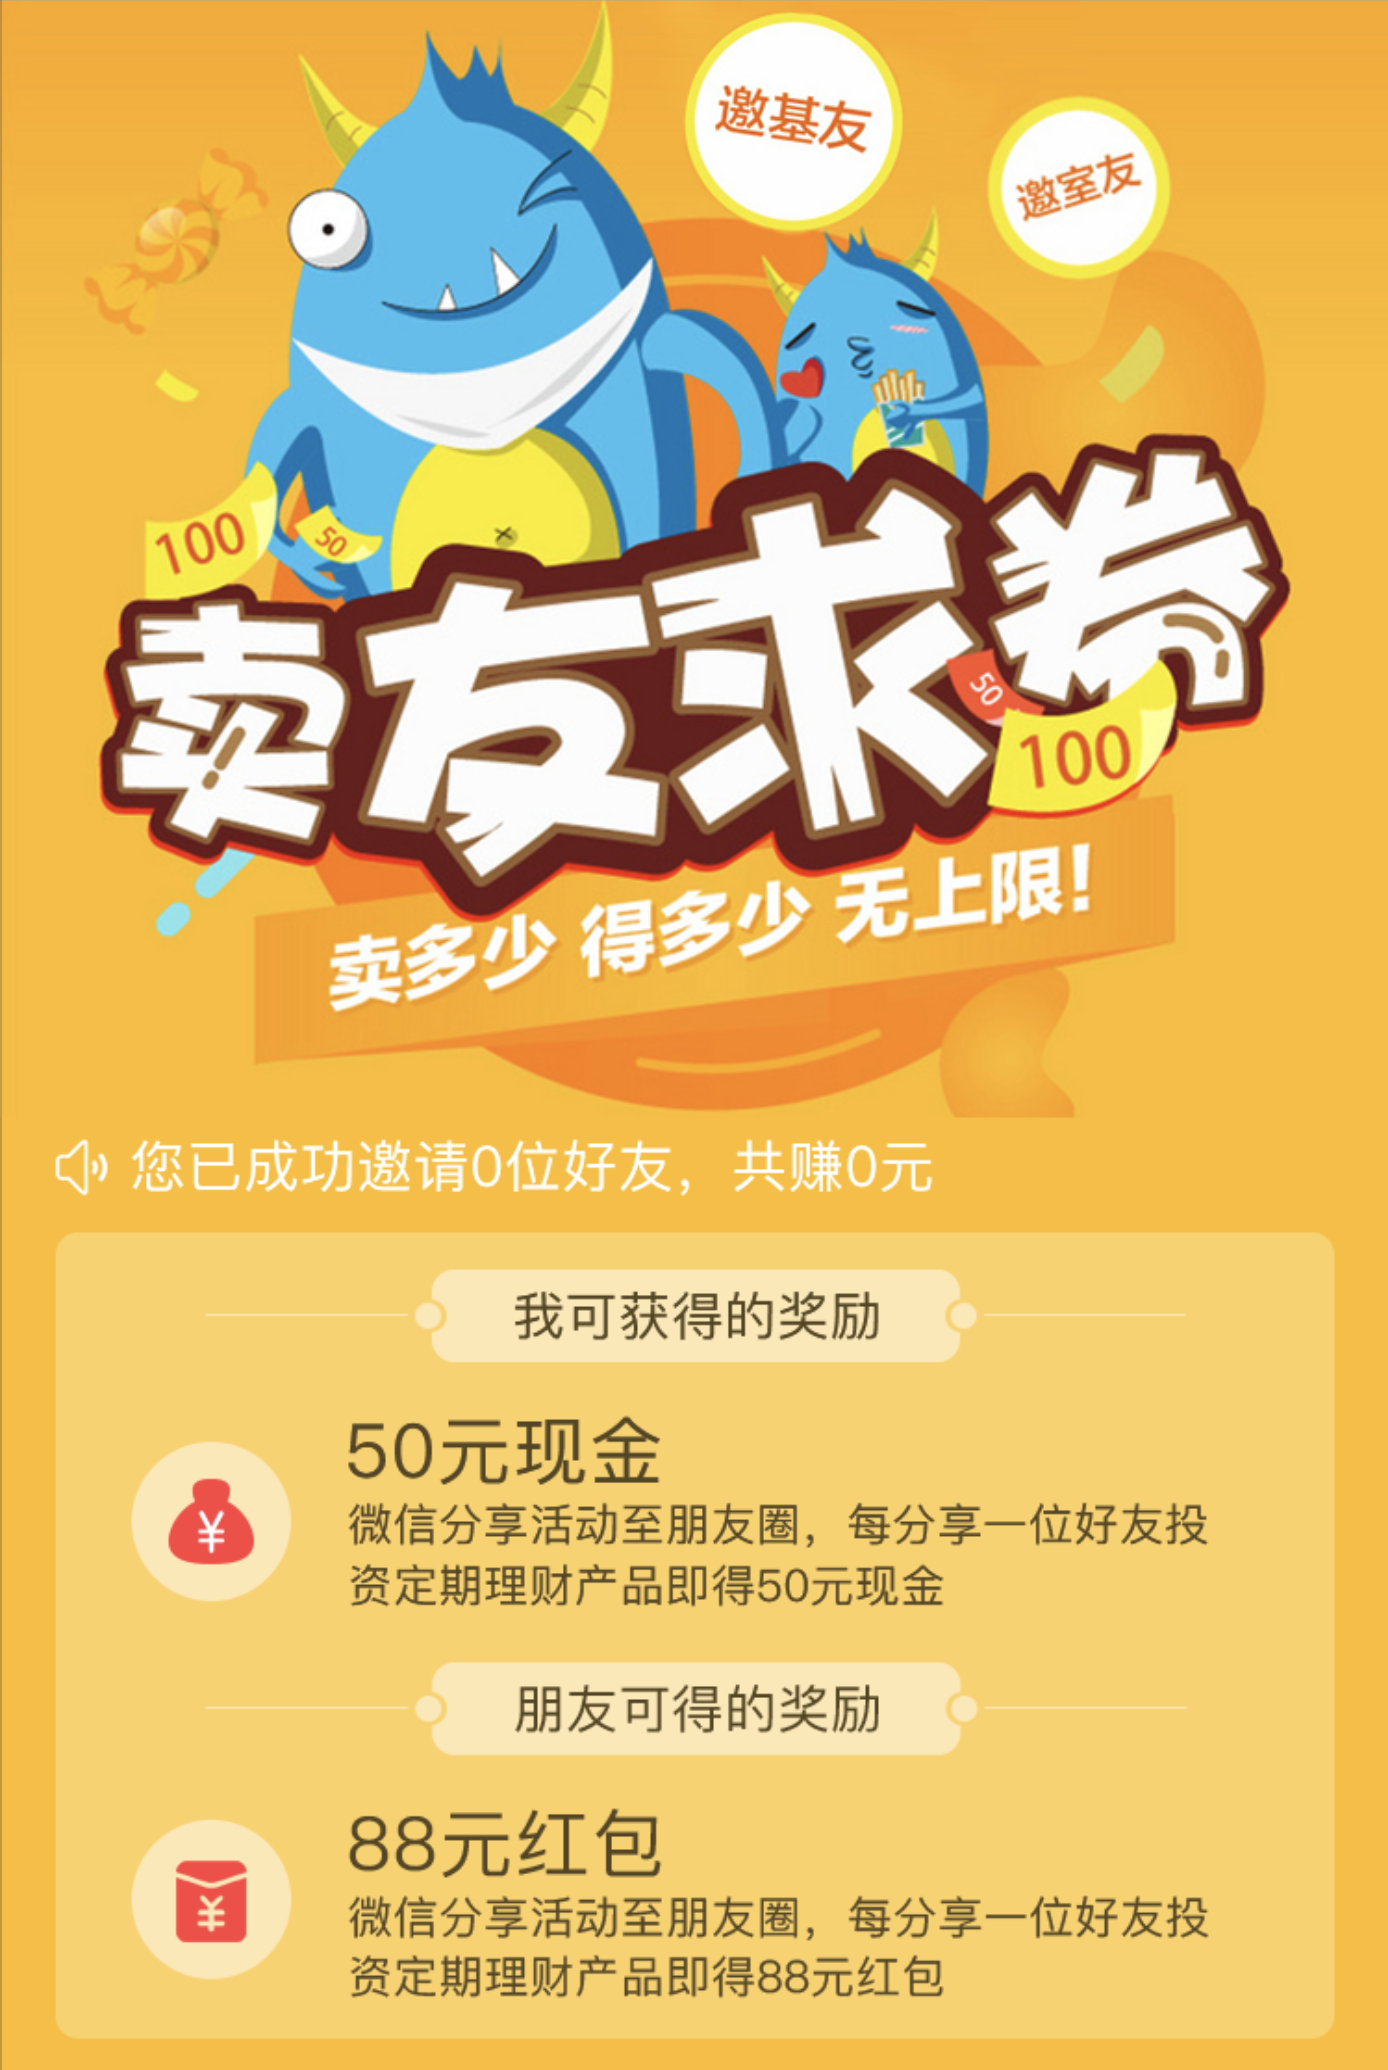 邀基友
邀室友
100
50
卖友求券
50
100
卖多少 得多少 无上限!
您已成功邀请0位好友，共赚0元
我可获得的奖励
50元现金
¥
微信分享活动至朋友圈，每分享一位好友投
资定期理财产品即得50元现金
朋友可得的奖励
88元红包
¥
微信分享活动至朋友圈，每分享一位好友投
资定期理财产品即得88元红包